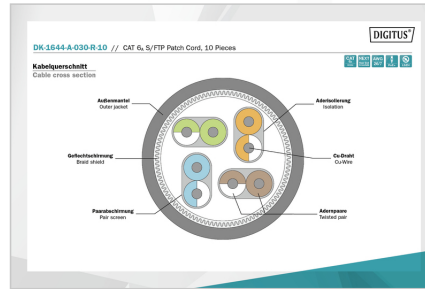 DIGITUS®
DK-1644-A-030-R-10 // CAT 6A S/FTP Patch Cord, 10 Pieces
Kabelquerschnitt
Cable cross section
Außenmantel
Outer jacket
Aderisolierung
Isolation
Geflechtschirmung
Braid shield
Cu-Draht
Cu-Wire
Paarabschirmung
Pair screen
Adernpaare
Twisted pair